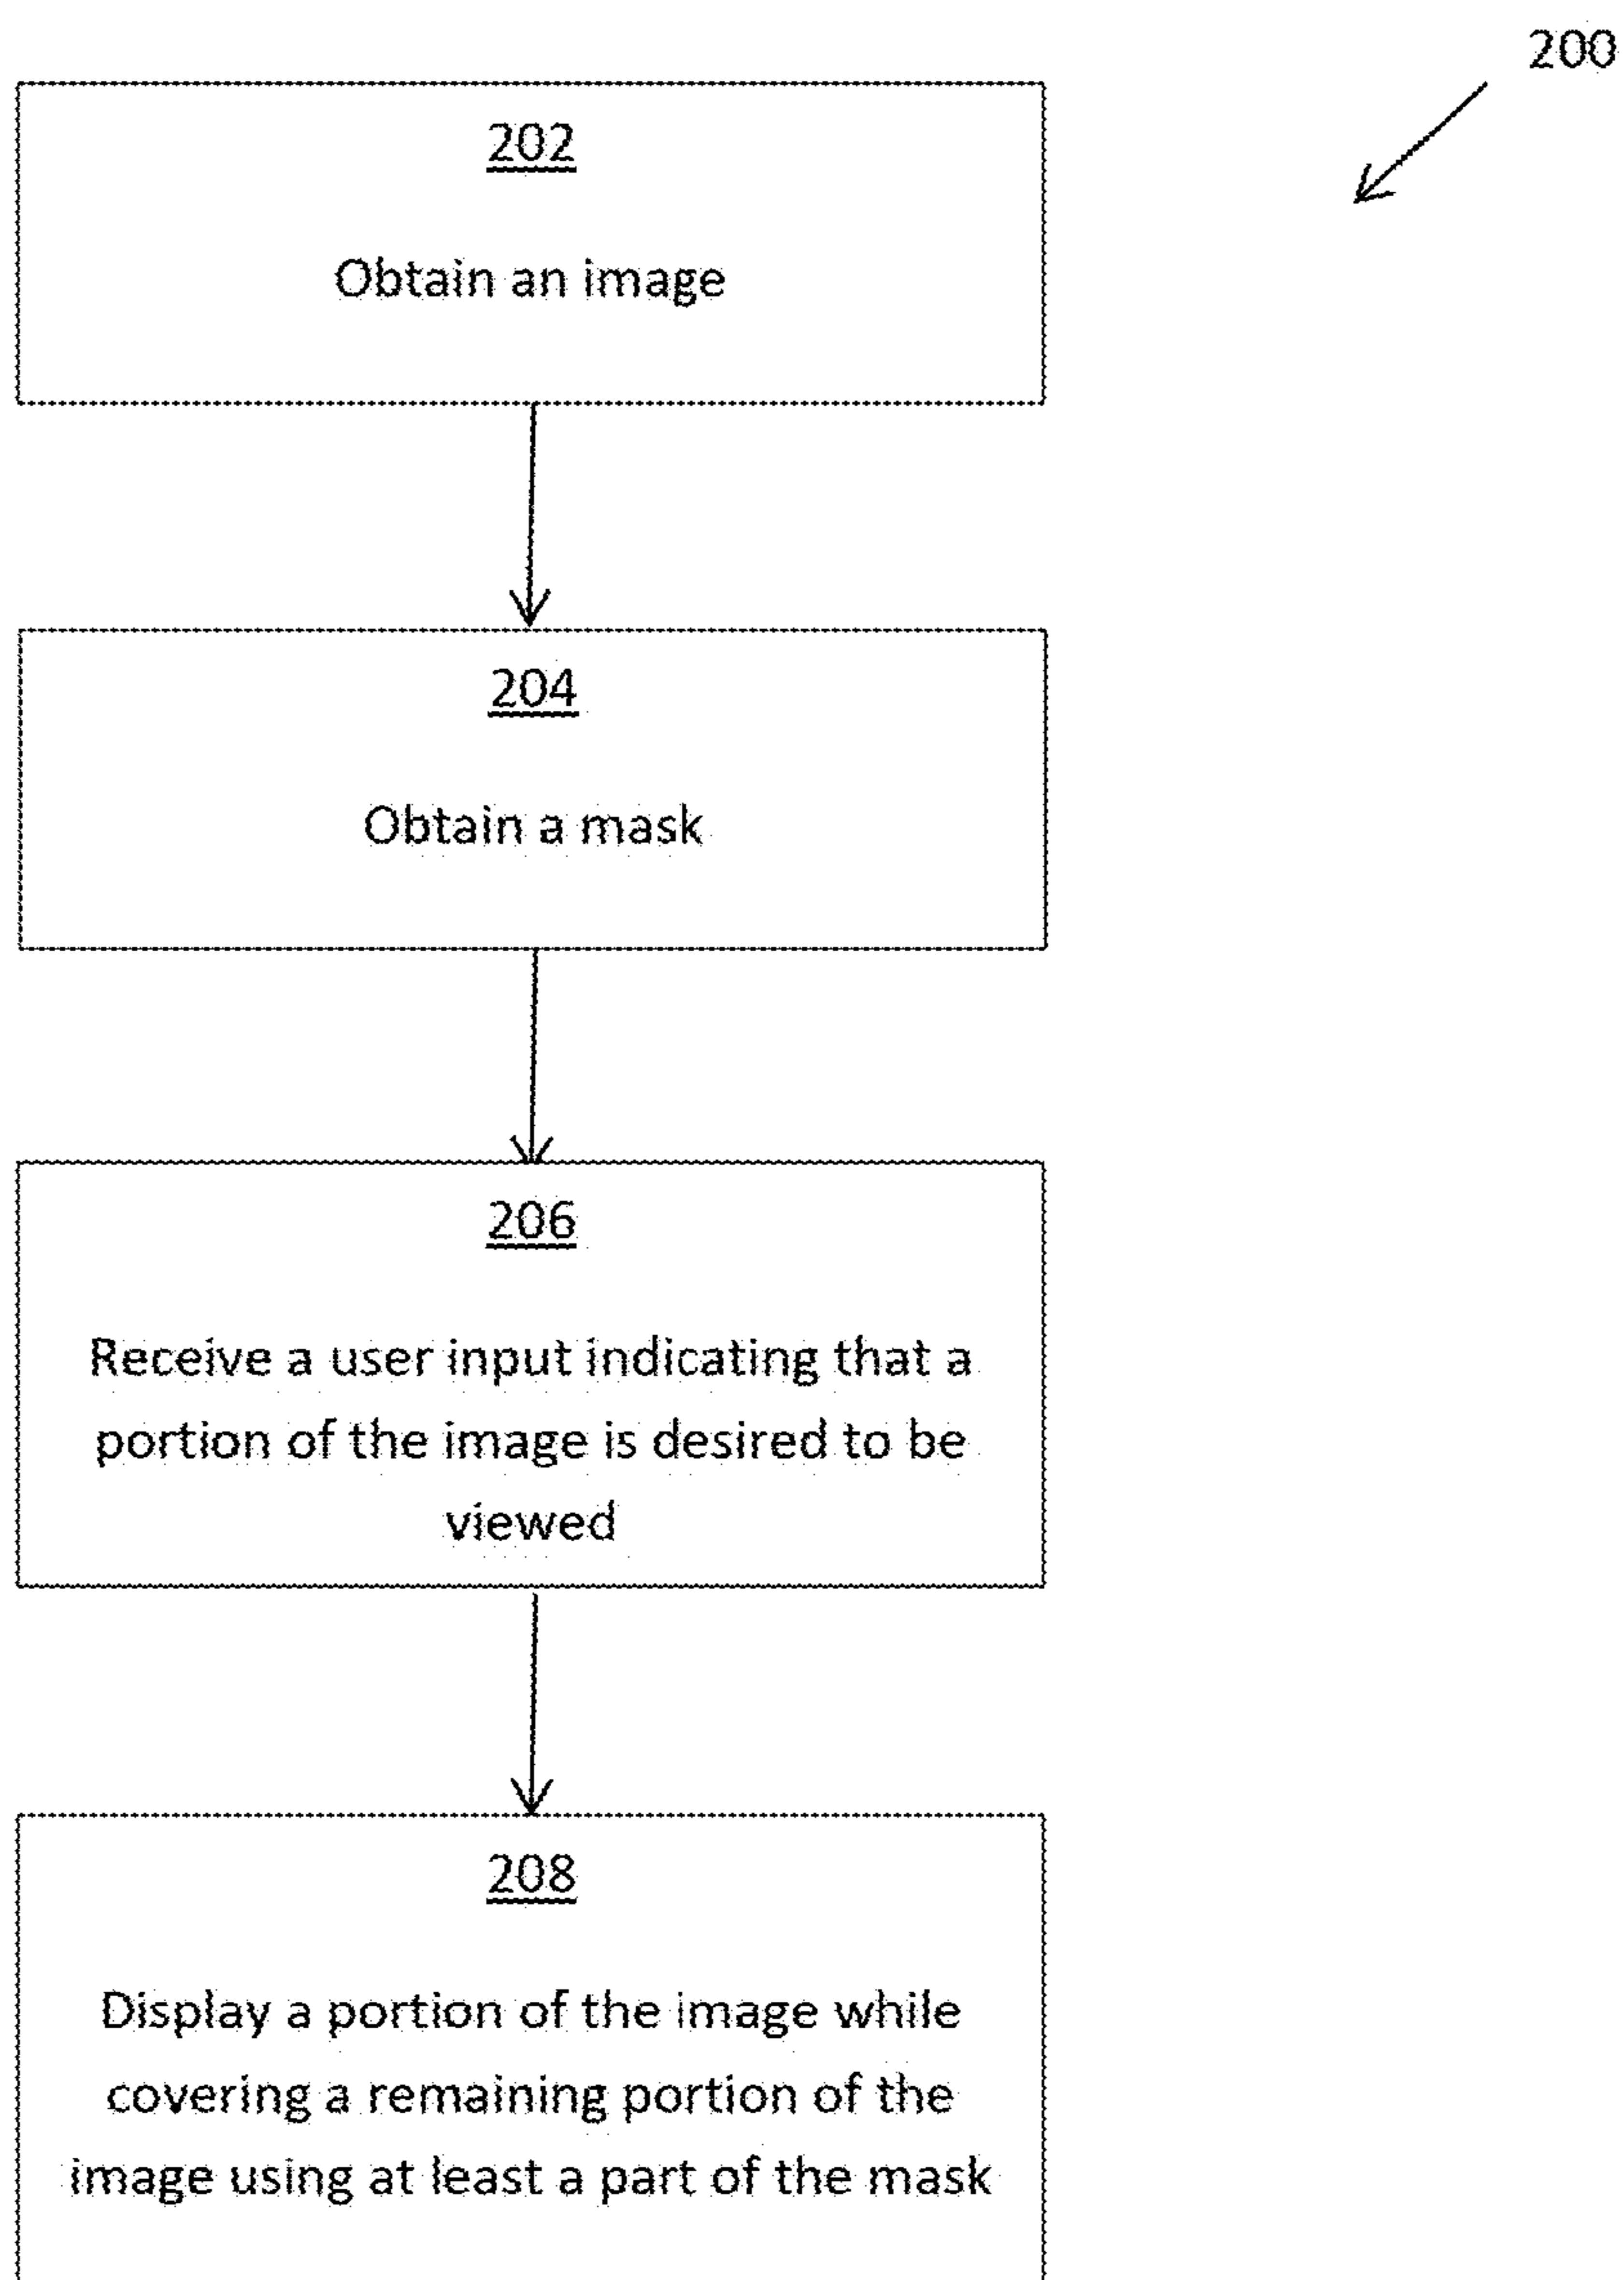 200
202
Obtain an image
204
Obtain a mask
206
Receive a user input indicating that a
portion of the image is desired to be
viewed
208
Display a portion of the image while
covering a remaining portion of the
image using at least a part of the mask